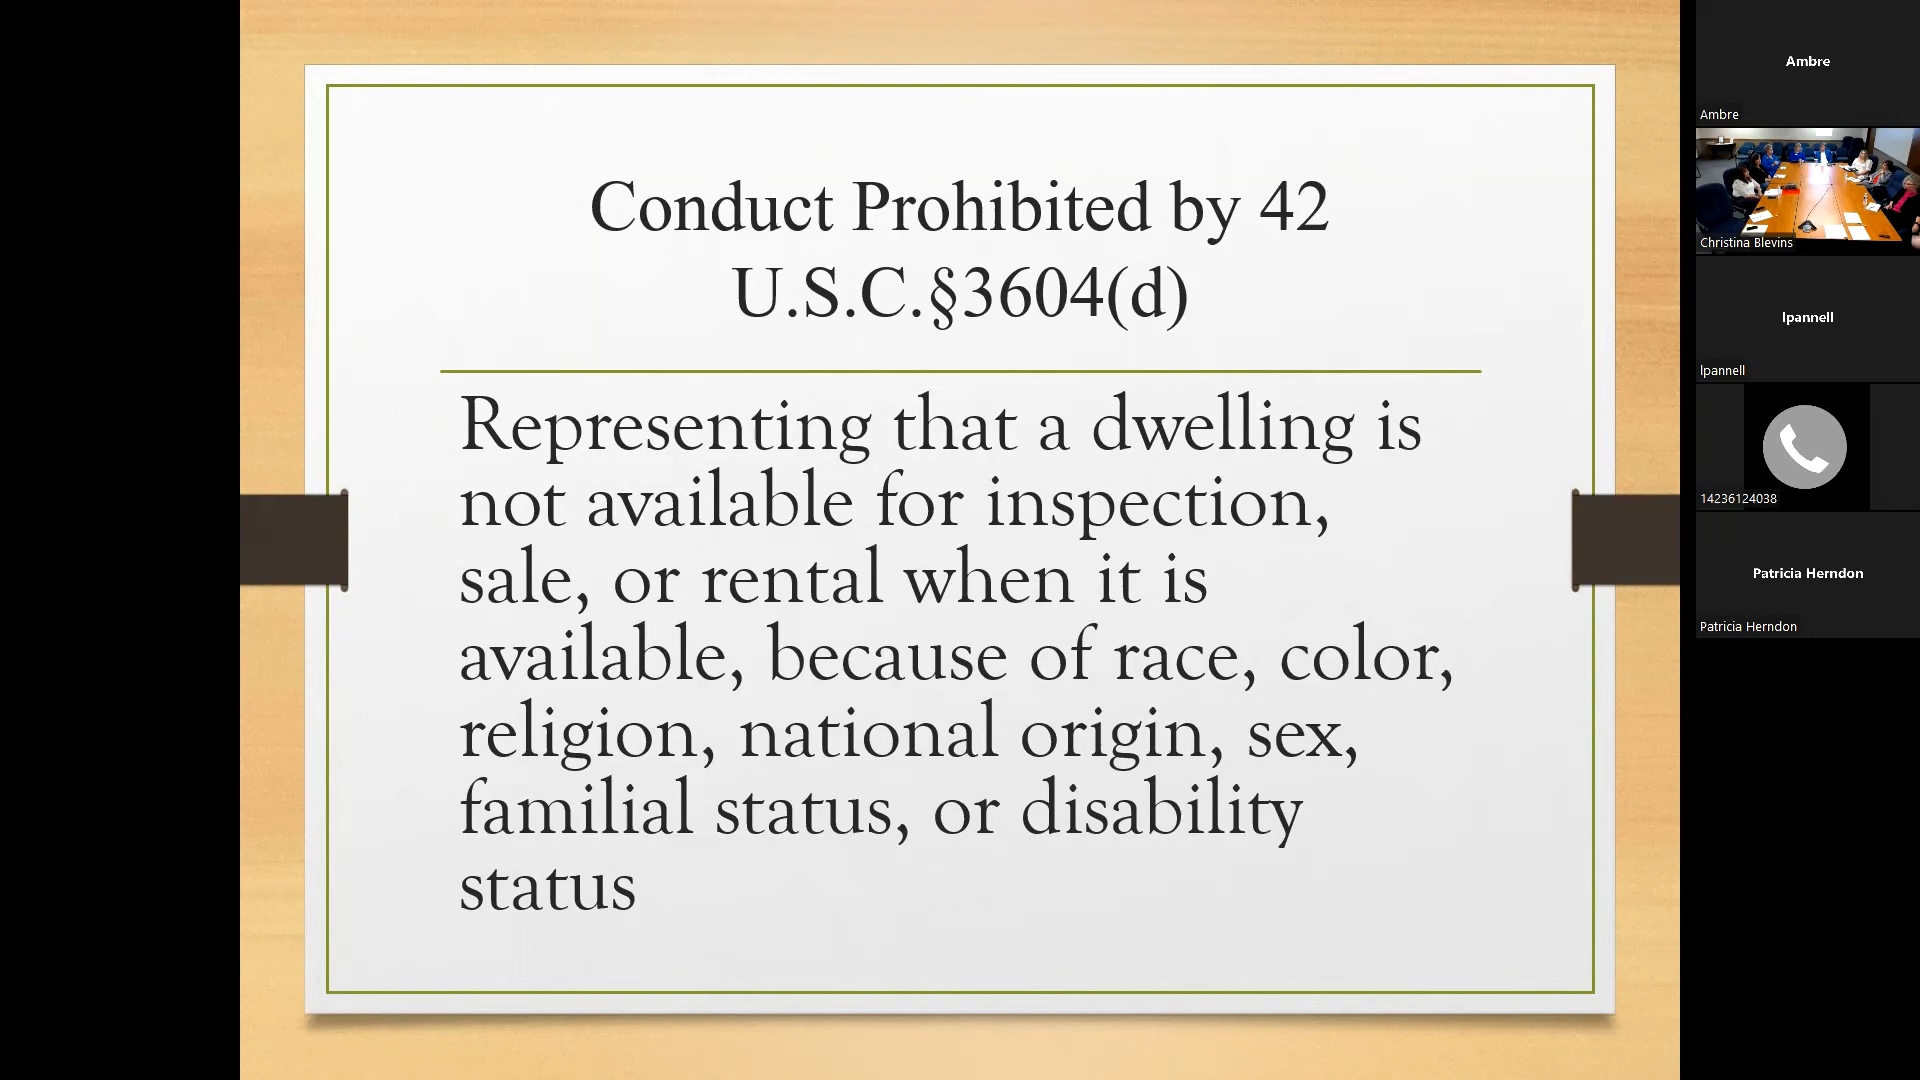 Conduct Prohibited by 42
U.S.C.§3604(d)
Representing that a dwelling is
not available for inspection,
sale, or rental when it is
available, because of race, color,
religion, national origin, sex,
familial status, or disability
status
Ambre
Ambre
Christina Blevins
lpannell
lpannell
14236124038
Patricia Herndon
Patricia Herndon